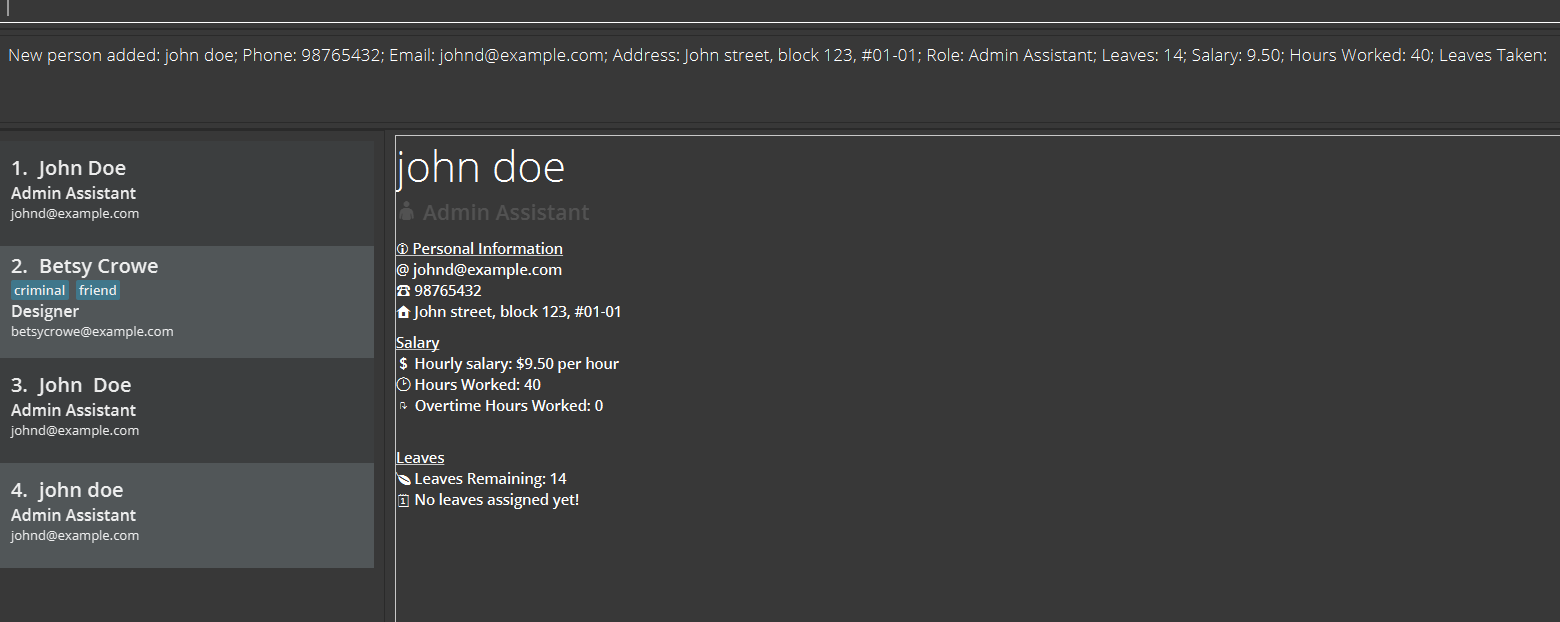 New person added: john doe; Phone: 98765432; Email: johnd@example.com; Address: John street, block 123, #01-01; Role: Admin Assistant; Leaves: 14; Salary: 9.50; Hours Worked: 40; Leaves Taken:
1. John Doe
Admin Assistant
johnd@example.com
2. Betsy Crowe
criminal friend
Designer
betsycrowe@example.com
3. John  Doe
Admin Assistant
johnd@example.com
4. john doe
Admin Assistant
johnd@example.com
john doe
Admin Assistant
Personal Information
@ johnd@example.com
98765432
John street, block 123, #01-01
Salary
$ Hourly salary: $9.50 per hour
Hours Worked: 40
Overtime Hours Worked: 0
Leaves
Leaves Remaining: 14
No leaves assigned yet!